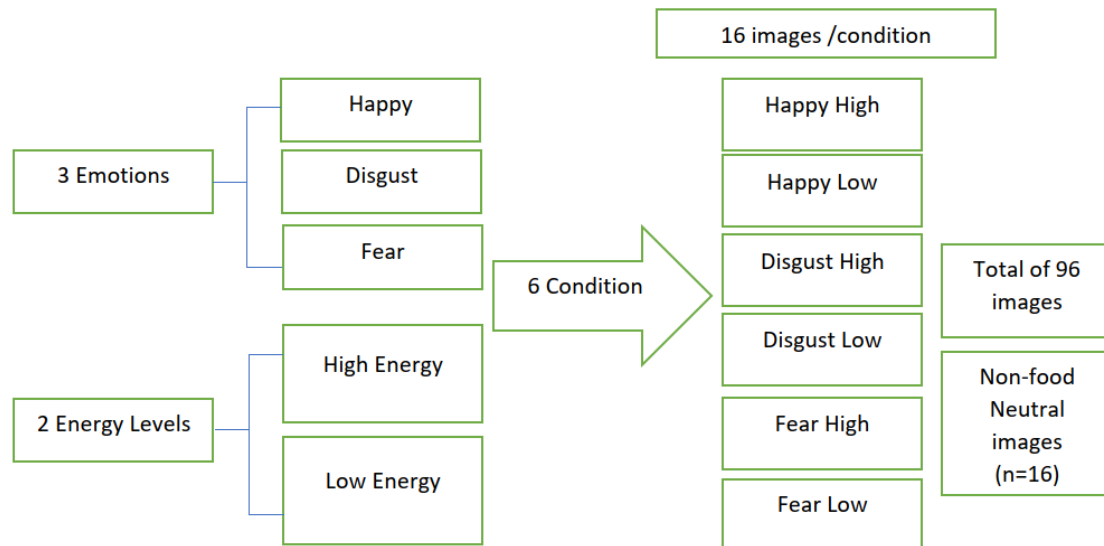 3 Emotions
Happy
Disgust
Fear
2 Energy Levels
High Energy
Low Energy
6 Condition
16 images /condition
Happy High
Happy Low
Disgust High
Disgust Low
Fear High
Fear Low
Total of 96
images
Non-food
Neutral
images
(n=16)